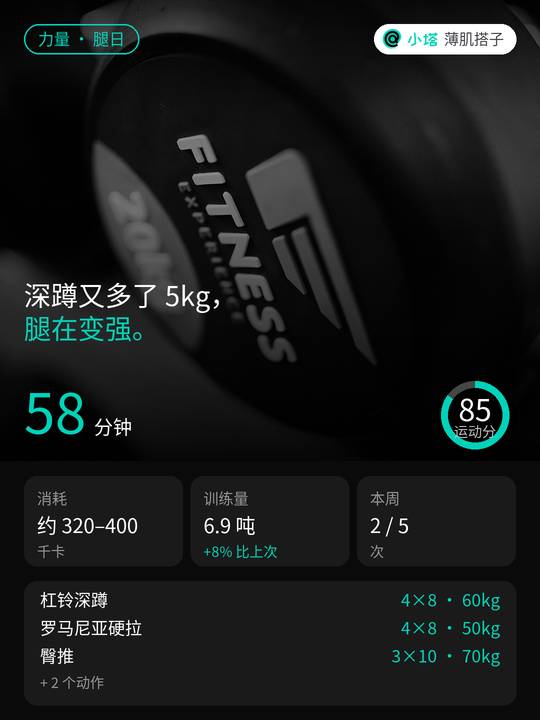 力量 · 腿日
@ 小塔 薄肌搭子
20k
FITNESS
EXPERIENCE
深蹲又多了 5kg，
腿在变强。
58 分钟
85
运动分
消耗
约 320–400
千卡
训练量
6.9 吨
+8% 比上次
本周
2 / 5
次
杠铃深蹲 4×8 · 60kg
罗马尼亚硬拉 4×8 · 50kg
臀推 3×10 · 70kg
+ 2 个动作